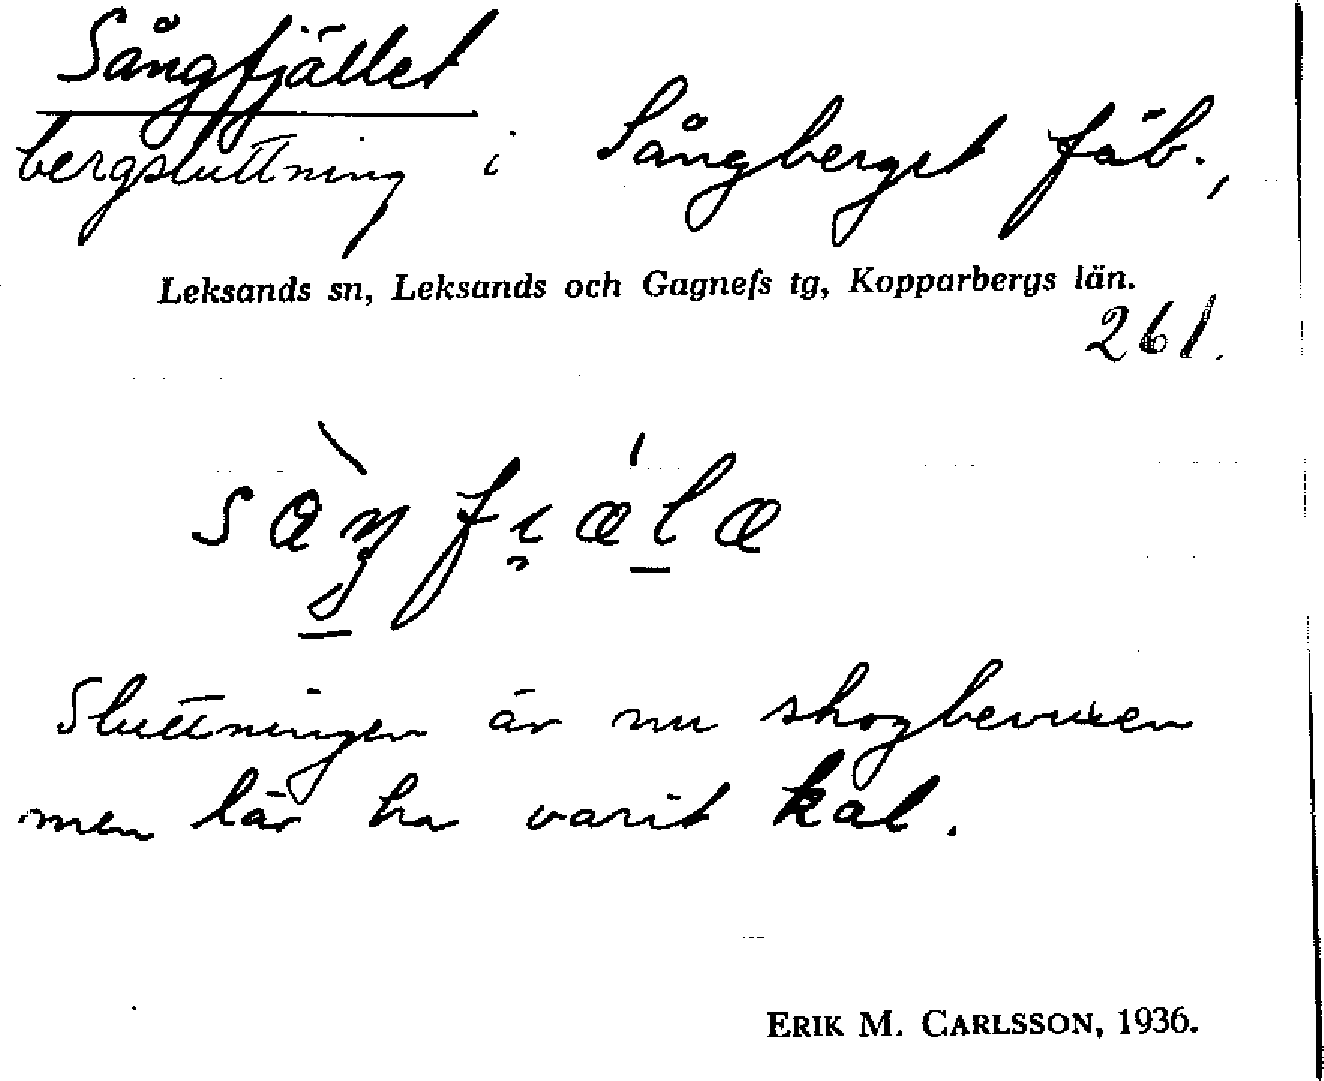 Sångfjället
bergsluttning i Sångberget fäb.,
Leksands sn, Leksands och Gagnefs tg, Kopparbergs län.
261.
Sluttningen är nu skogbevuxen
men lär ha varit kal.
ERIK M. CARLSSON, 1936.